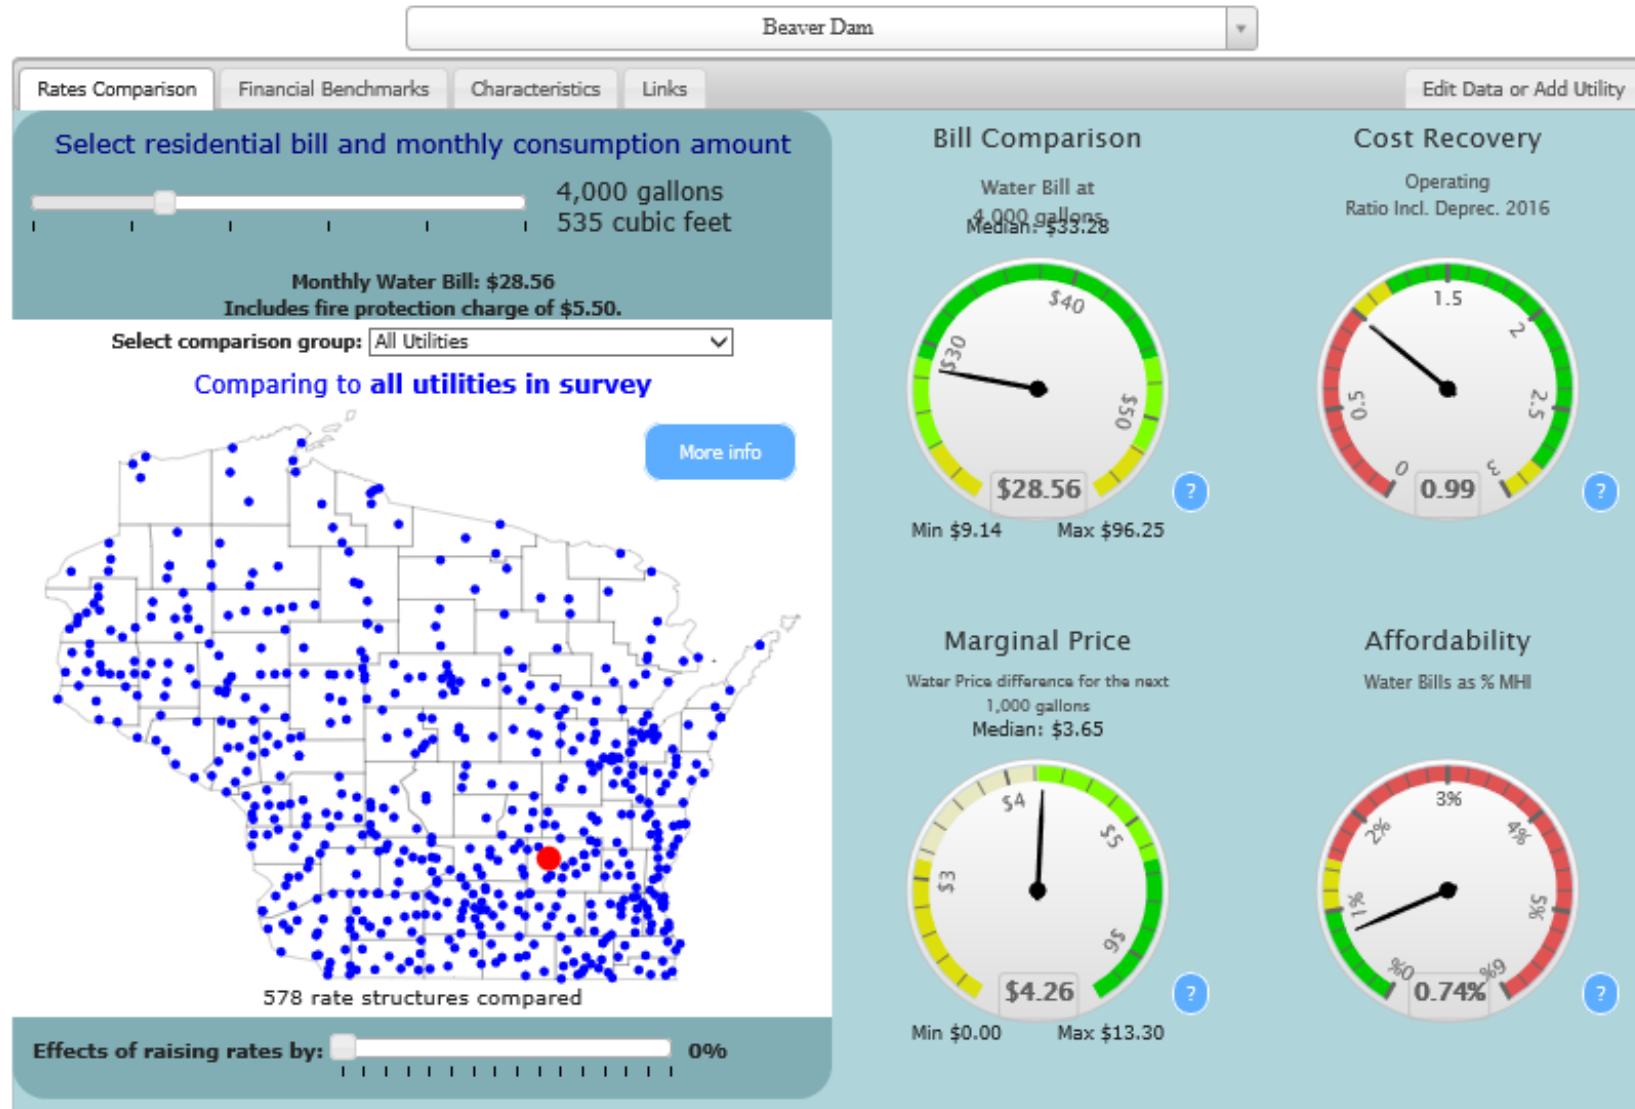 Beaver Dam
Rates Comparison
Financial Benchmarks
Characteristics
Links
Edit Data or Add Utility
Select residential bill and monthly consumption amount
4,000 gallons
535 cubic feet
Monthly Water Bill: $28.56
Includes fire protection charge of $5.50.
Select comparison group: All Utilities
Comparing to all utilities in survey
More info
578 rate structures compared
Effects of raising rates by: 0%
Bill Comparison
Water Bill at
4,000 gallons
Median: $33.28
$30
$40
$50
$28.56
?
Min $9.14
Max $96.25
Cost Recovery
Operating
Ratio Incl. Deprec. 2016
0
0.5
1.5
2
2.5
3
0.99
?
Marginal Price
Water Price difference for the next
1,000 gallons
Median: $3.65
$3
$4
$5
$6
$4.26
?
Min $0.00
Max $13.30
Affordability
Water Bills as % MHI
0%
1%
2%
3%
4%
5%
6%
0.74%
?